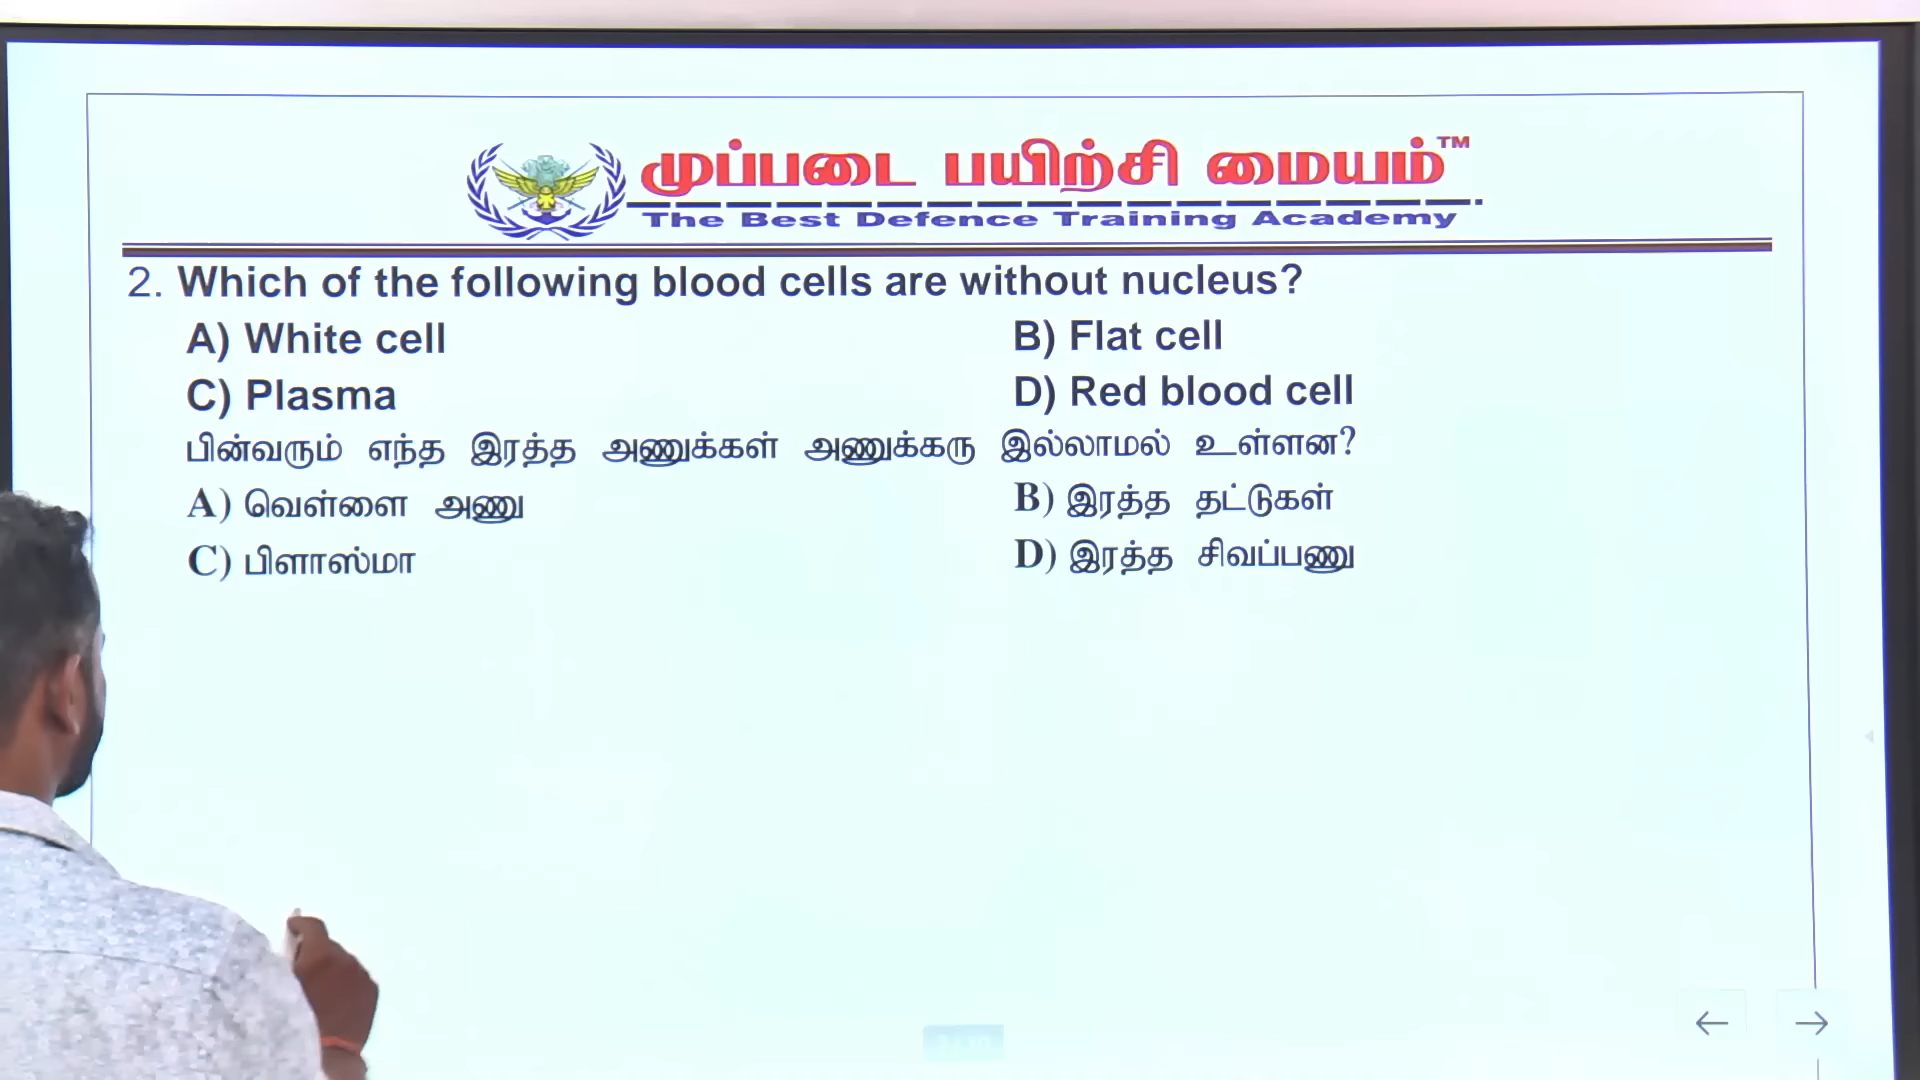 முப்படை பயிற்சி மையம்™
The Best Defence Training Academy
2. Which of the following blood cells are without nucleus?
A) White cell B) Flat cell
C) Plasma D) Red blood cell
பின்வரும் எந்த இரத்த அணுக்கள் அணுக்கரு இல்லாமல் உள்ளன?
A) வெள்ளை அணு B) இரத்த தட்டுகள்
C) பிளாஸ்மா D) இரத்த சிவப்பணு